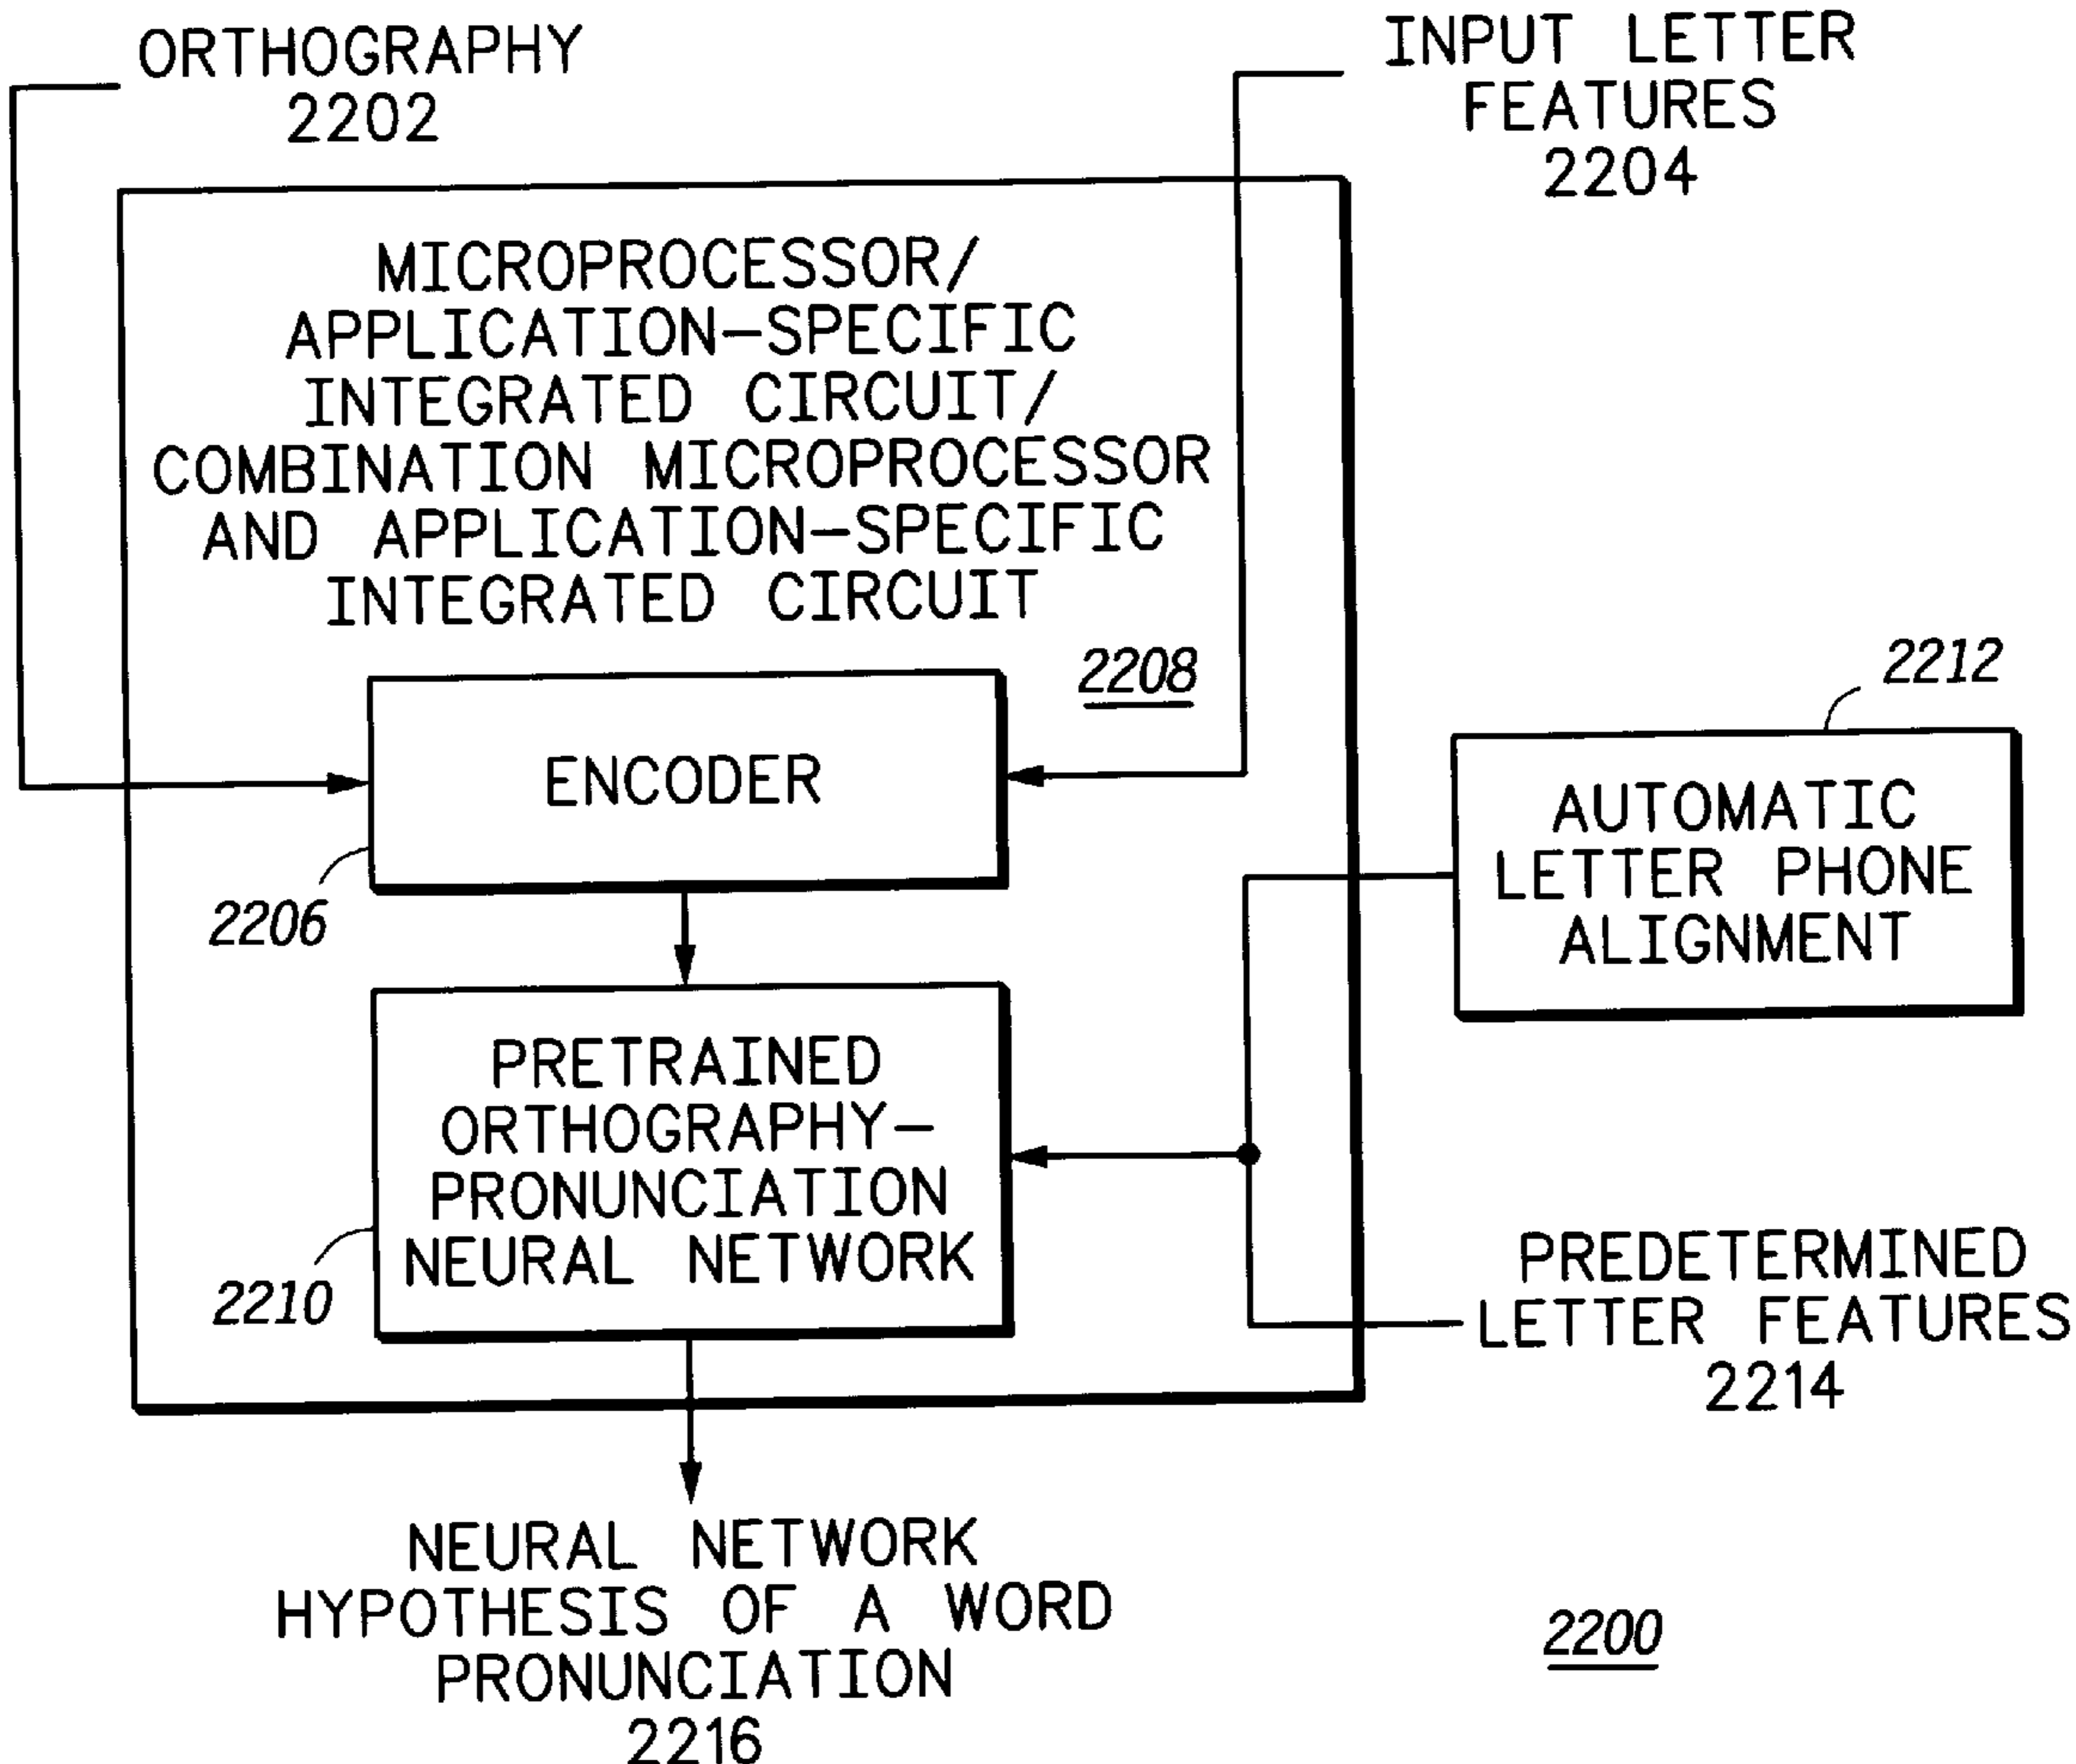 ORTHOGRAPHY
2202
INPUT LETTER
FEATURES
2204
MICROPROCESSOR/
APPLICATION-SPECIFIC
INTEGRATED CIRCUIT/
COMBINATION MICROPROCESSOR
AND APPLICATION-SPECIFIC
INTEGRATED CIRCUIT
2208
ENCODER
2206
2212
AUTOMATIC
LETTER PHONE
ALIGNMENT
PRETRAINED
ORTHOGRAPHY-
PRONUNCIATION
NEURAL NETWORK
2210
PREDETERMINED
LETTER FEATURES
2214
NEURAL NETWORK
HYPOTHESIS OF A WORD
PRONUNCIATION
2216
2200